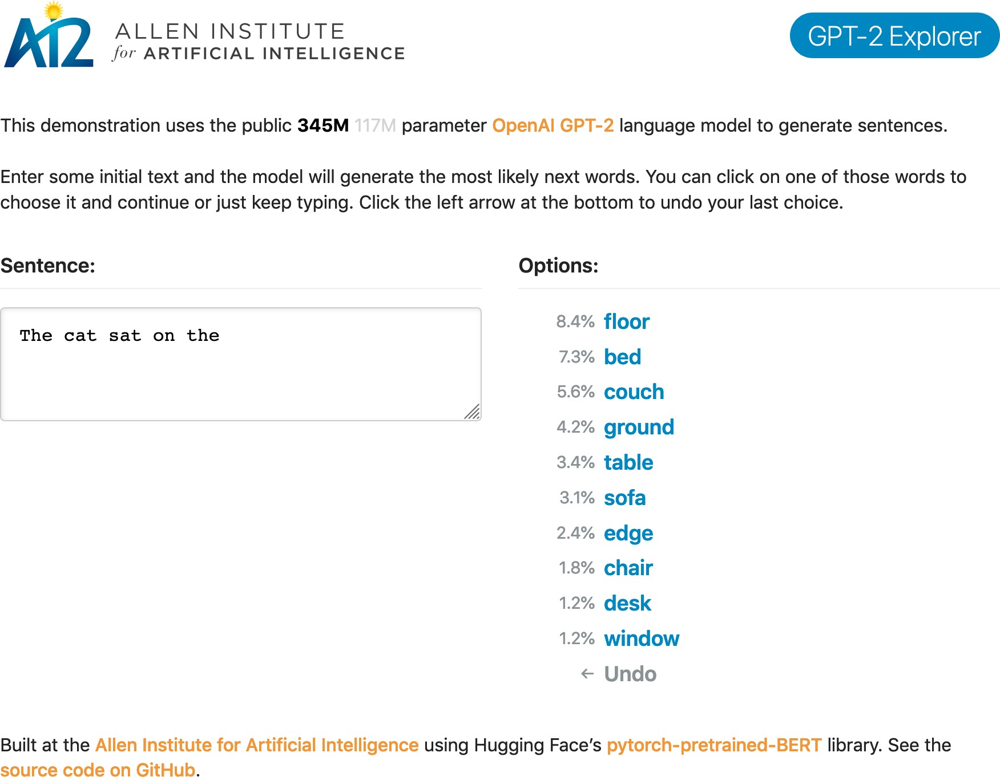 AI2 ALLEN INSTITUTE
for ARTIFICIAL INTELLIGENCE
GPT-2 Explorer
This demonstration uses the public 345M 117M parameter OpenAI GPT-2 language model to generate sentences.
Enter some initial text and the model will generate the most likely next words. You can click on one of those words to
choose it and continue or just keep typing. Click the left arrow at the bottom to undo your last choice.
Sentence:
The cat sat on the
Options:
8.4% floor
7.3% bed
5.6% couch
4.2% ground
3.4% table
3.1% sofa
2.4% edge
1.8% chair
1.2% desk
1.2% window
← Undo
Built at the Allen Institute for Artificial Intelligence using Hugging Face’s pytorch-pretrained-BERT library. See the
source code on GitHub.